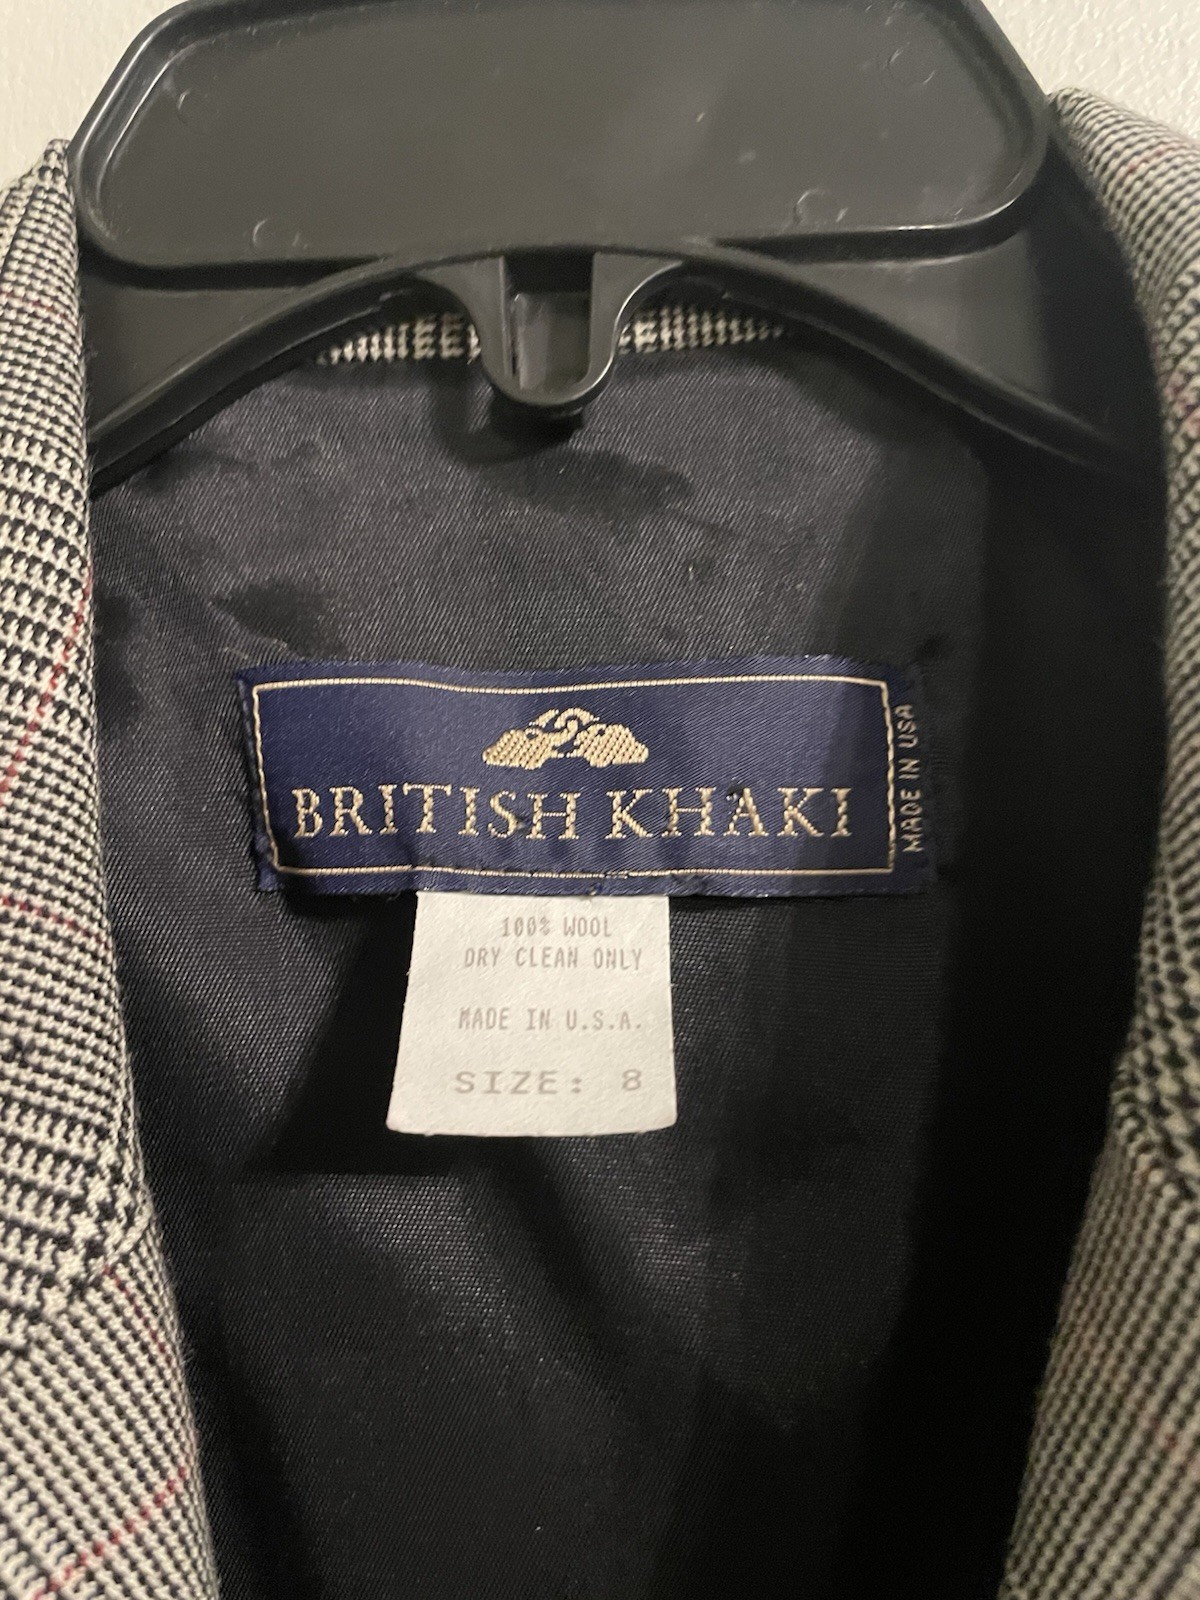 BRITISH KHAKI
MADE IN USA
100% WOOL
DRY CLEAN ONLY
MADE IN U.S.A.
SIZE: 8